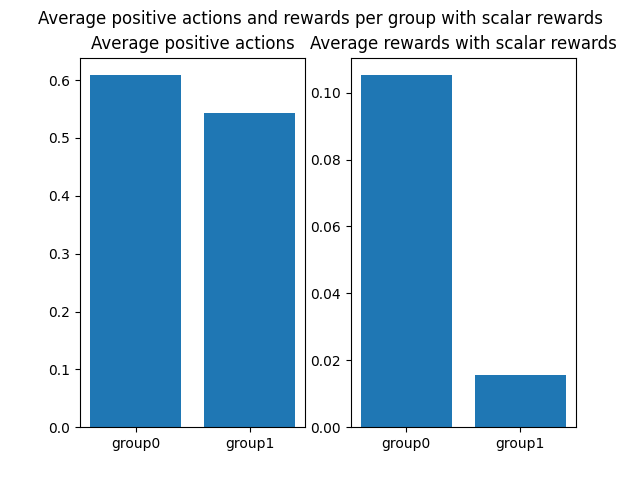 Average positive actions and rewards per group with scalar rewards
Average positive actions
Average rewards with scalar rewards
0.6
0.5
0.4
0.3
0.2
0.1
0.0
group0
group1
0.10
0.08
0.06
0.04
0.02
0.00
group0
group1